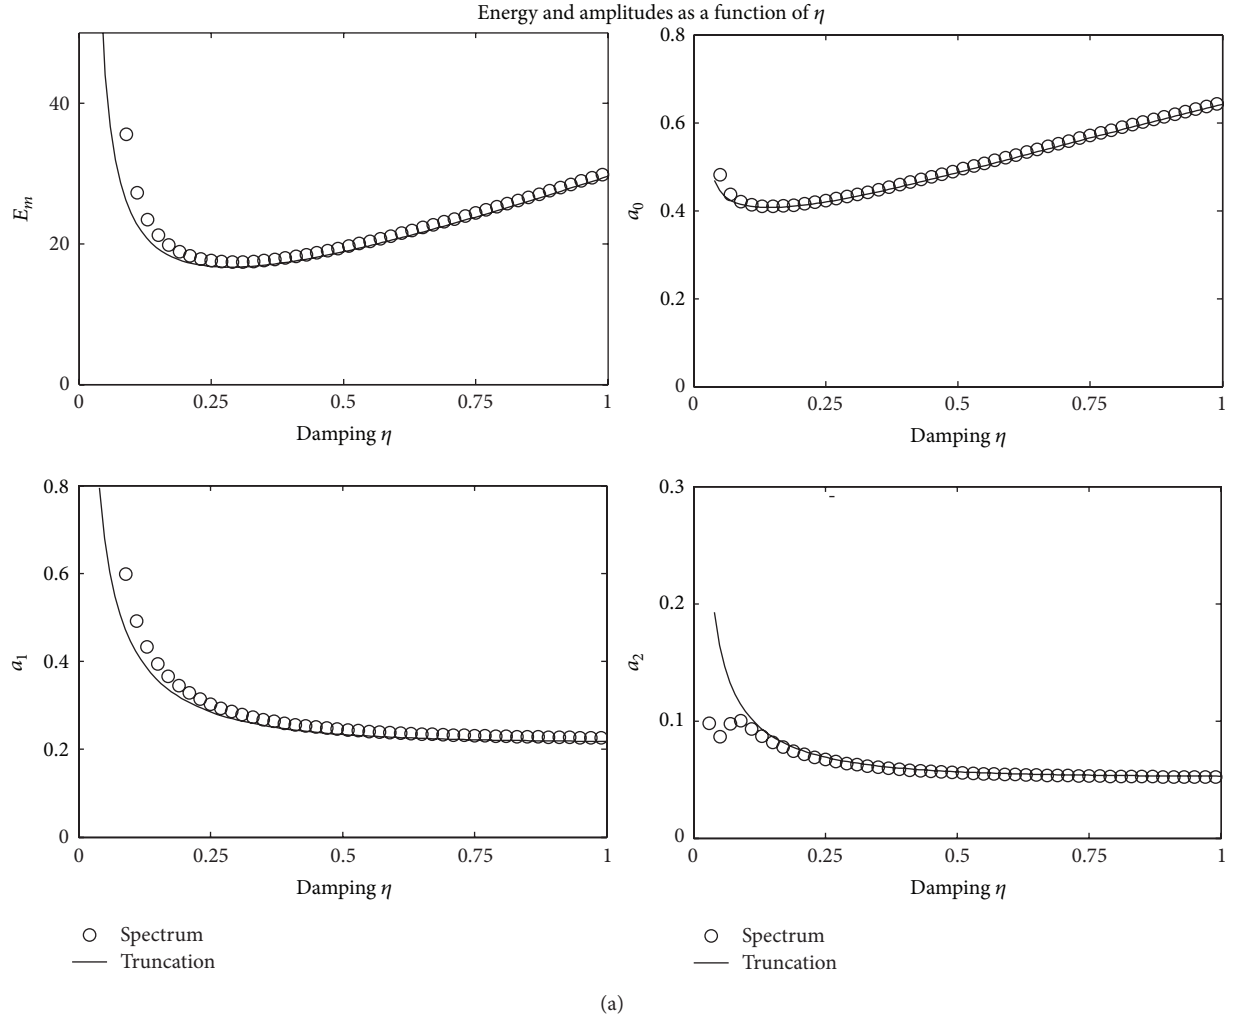 Energy and amplitudes as a function of η
40
30
20
0
E_m
0 0.25 0.5 0.75 1
Damping η
0.8
0.6
0.4
0.2
0
a_0
0 0.25 0.5 0.75 1
Damping η
0.8
0.6
0.4
0.2
0
a_1
0 0.25 0.5 0.75 1
Damping η
0.3
0.2
0.1
0
a_2
0 0.25 0.5 0.75 1
Damping η
Spectrum
Truncation
Spectrum
Truncation
(a)